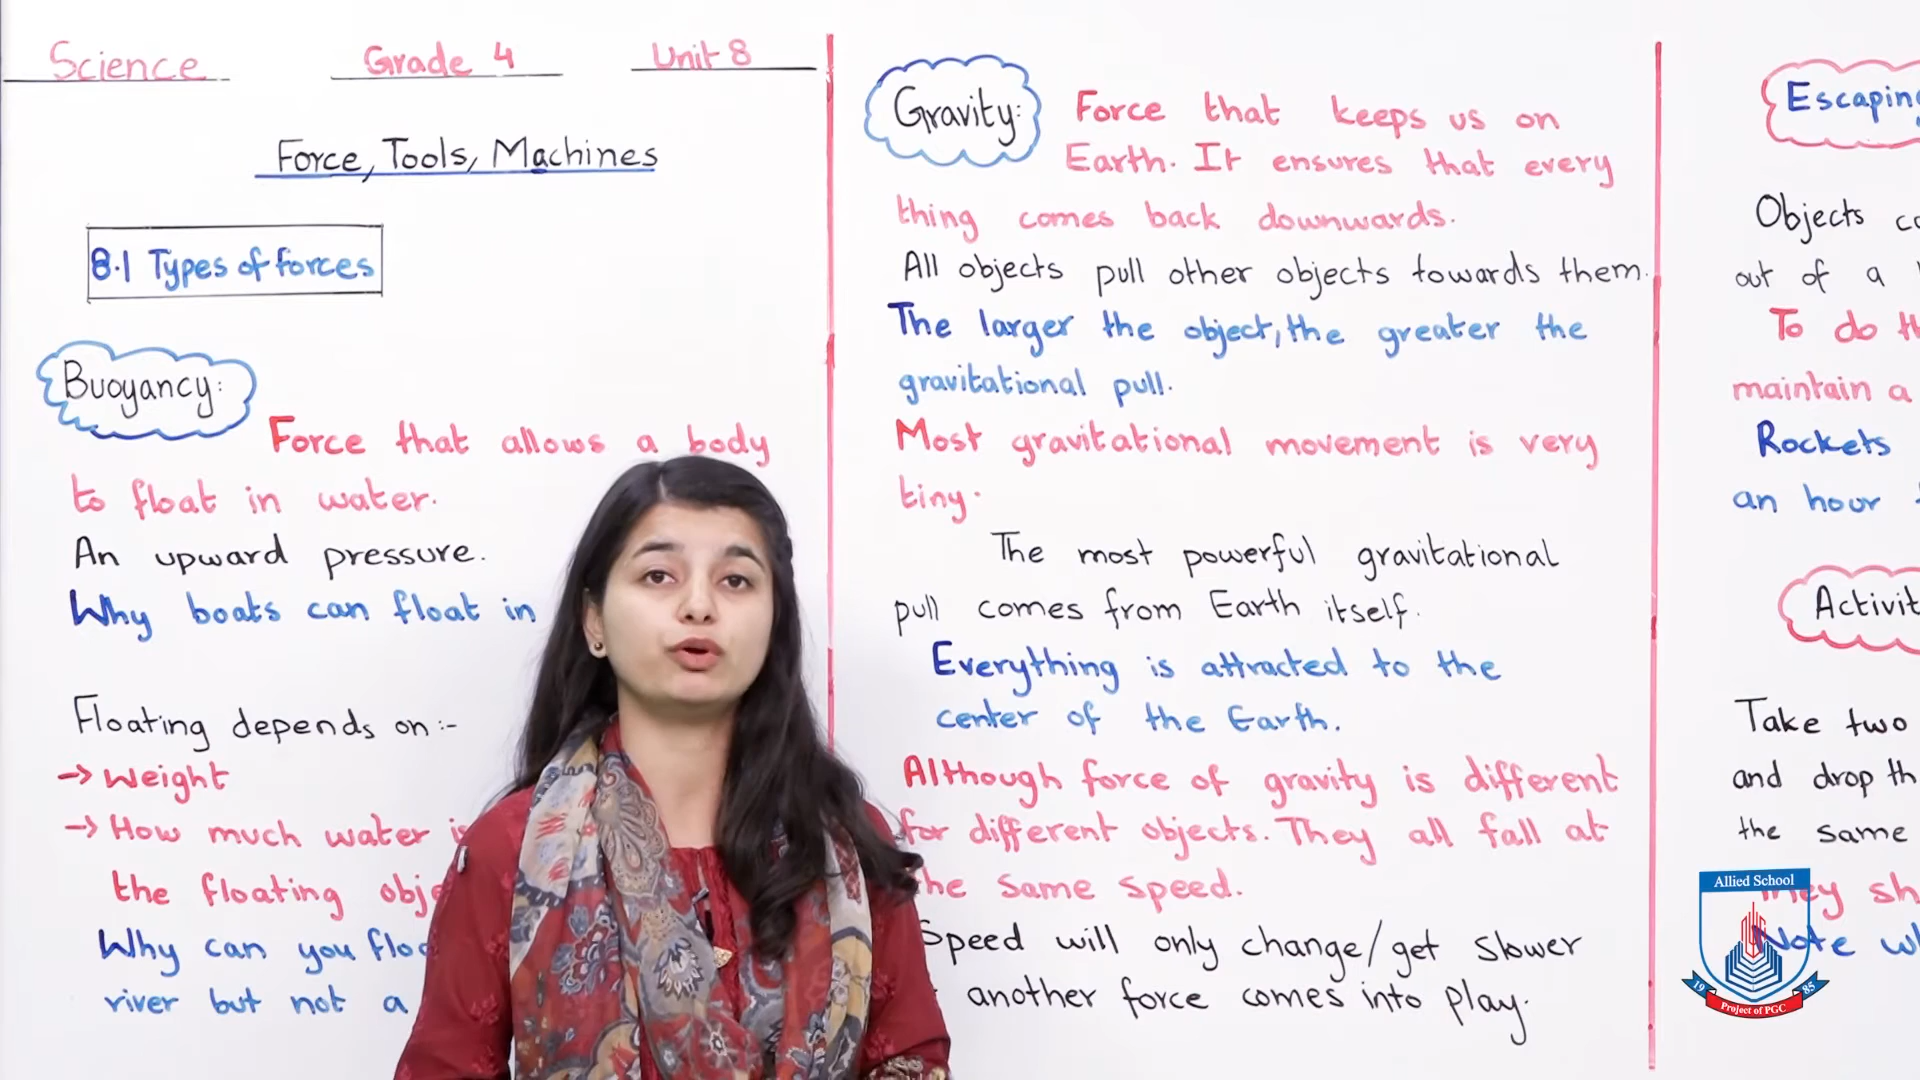 Science Grade 4 Unit 8
Force, Tools, Machines
8.1 Types of forces
Buoyancy:
Force that allows a body
to float in water.
An upward pressure.
Why boats can float in
Floating depends on :-
→ Weight
→ How much water
the floating
Why can you
river but not a
Gravity:
Force that keeps us on
Earth. It ensures that every
thing comes back downwards.
All objects pull other objects towards them.
The larger the object, the greater the
gravitational pull.
Most gravitational movement is very
tiny.
The most powerful gravitational
pull comes from Earth itself.
Everything is attracted to the
center of the Earth.
Although force of gravity is different
for different objects. They all fall at
the same speed.
Speed will only change/get slower
another force comes into play.
Escaping
Objects
out of a
To do
maintain a
Rockets
an hour
Take two
and drop
the same
They
Note
Allied School
19 85
Project of PGC